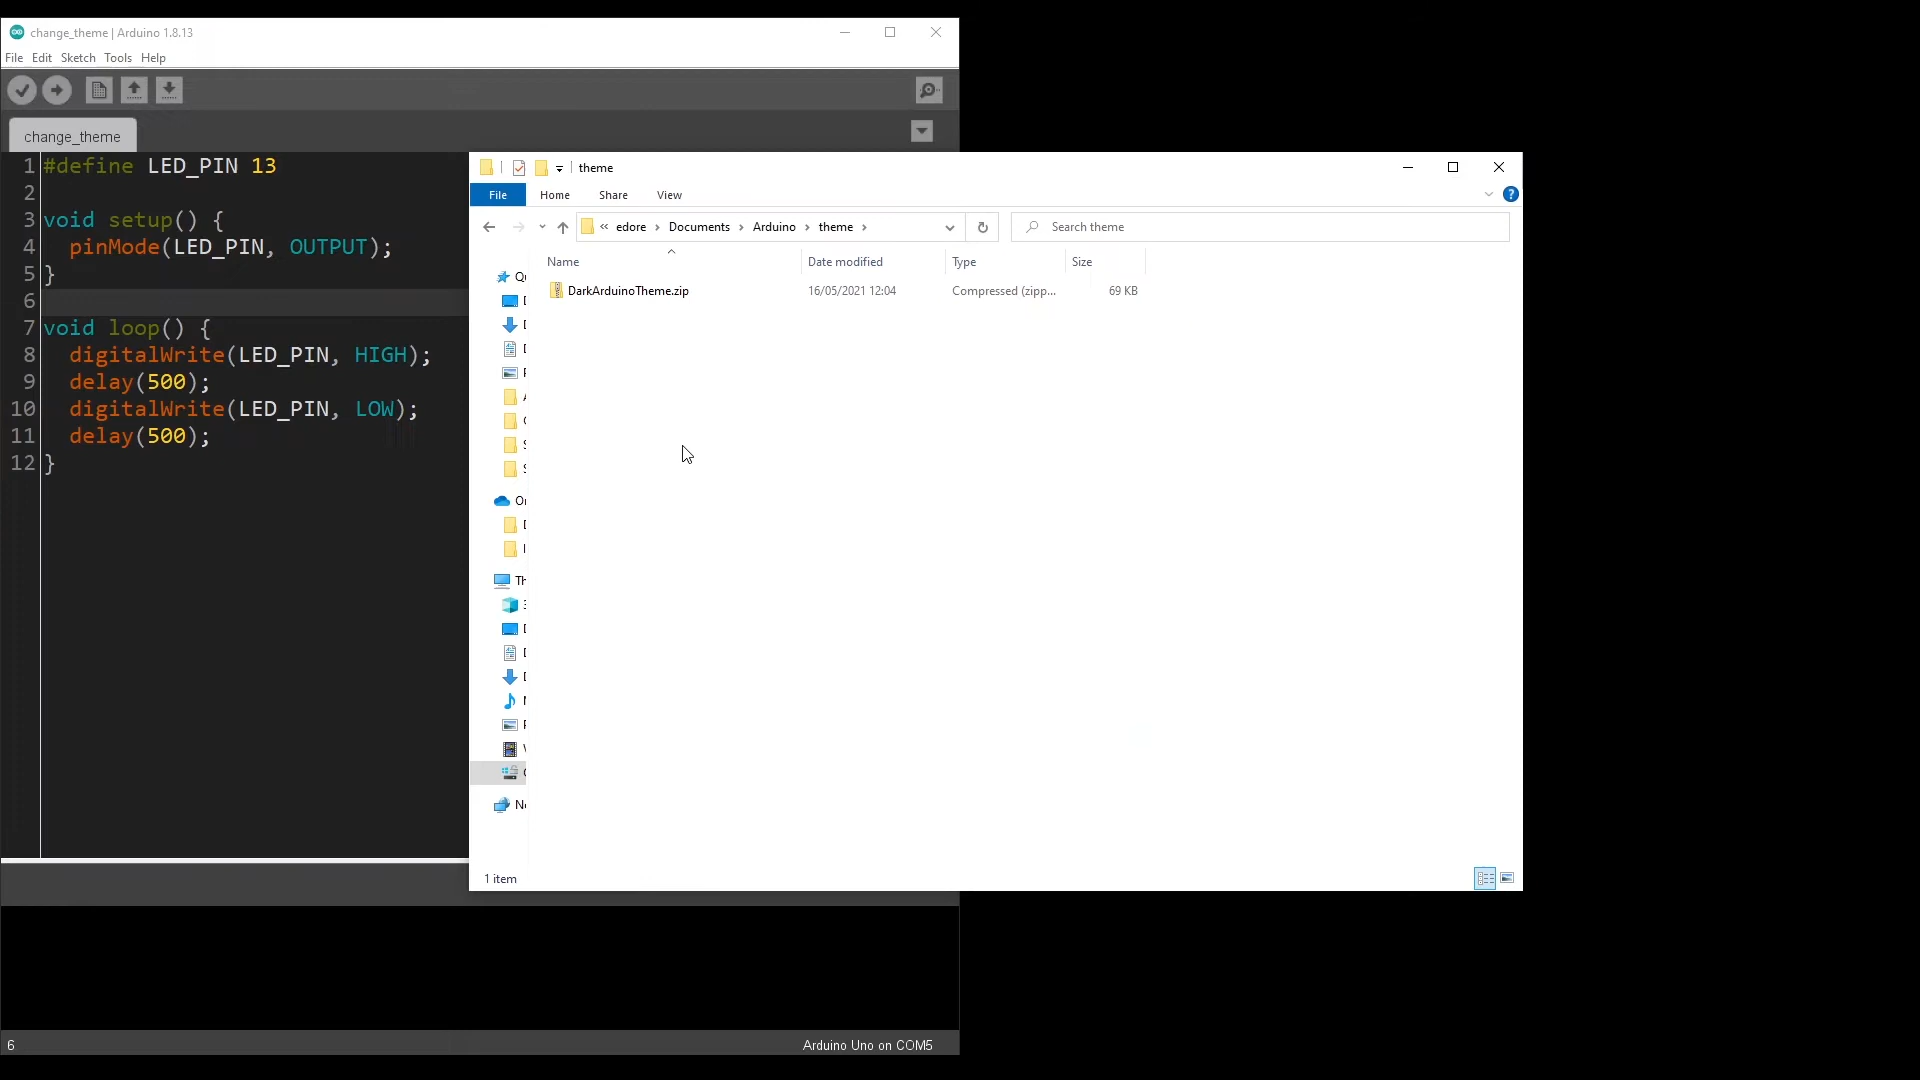 change_theme | Arduino 1.8.13
File Edit Sketch Tools Help
change_theme
1 #define LED_PIN 13
2
3 void setup() {
4 pinMode(LED_PIN, OUTPUT);
5 }
6
7 void loop() {
8 digitalWrite(LED_PIN, HIGH);
9 delay(500);
10 digitalWrite(LED_PIN, LOW);
11 delay(500);
12 }
6
Arduino Uno on COM5
theme
File Home Share View
?
« edore > Documents > Arduino > theme >
Search theme
Name Date modified Type Size
DarkArduinoTheme.zip 16/05/2021 12:04 Compressed (zipp... 69 KB
1 item